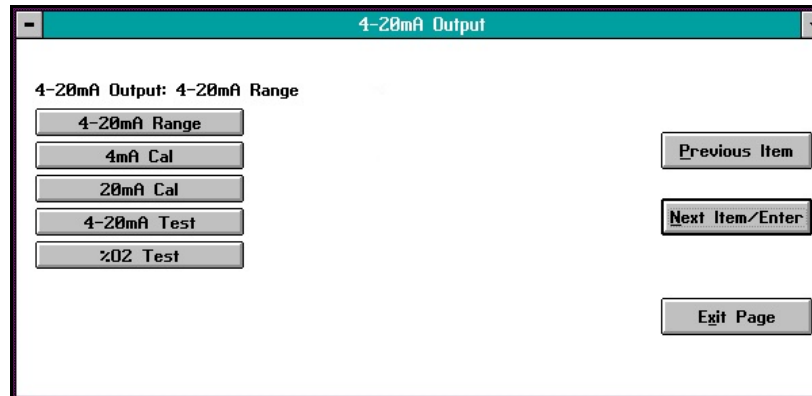 4-20mA Output
4-20mA Output: 4-20mA Range
4-20mA Range
4mA Cal
20mA Cal
4-20mA Test
%O2 Test
Previous Item
Next Item/Enter
Exit Page